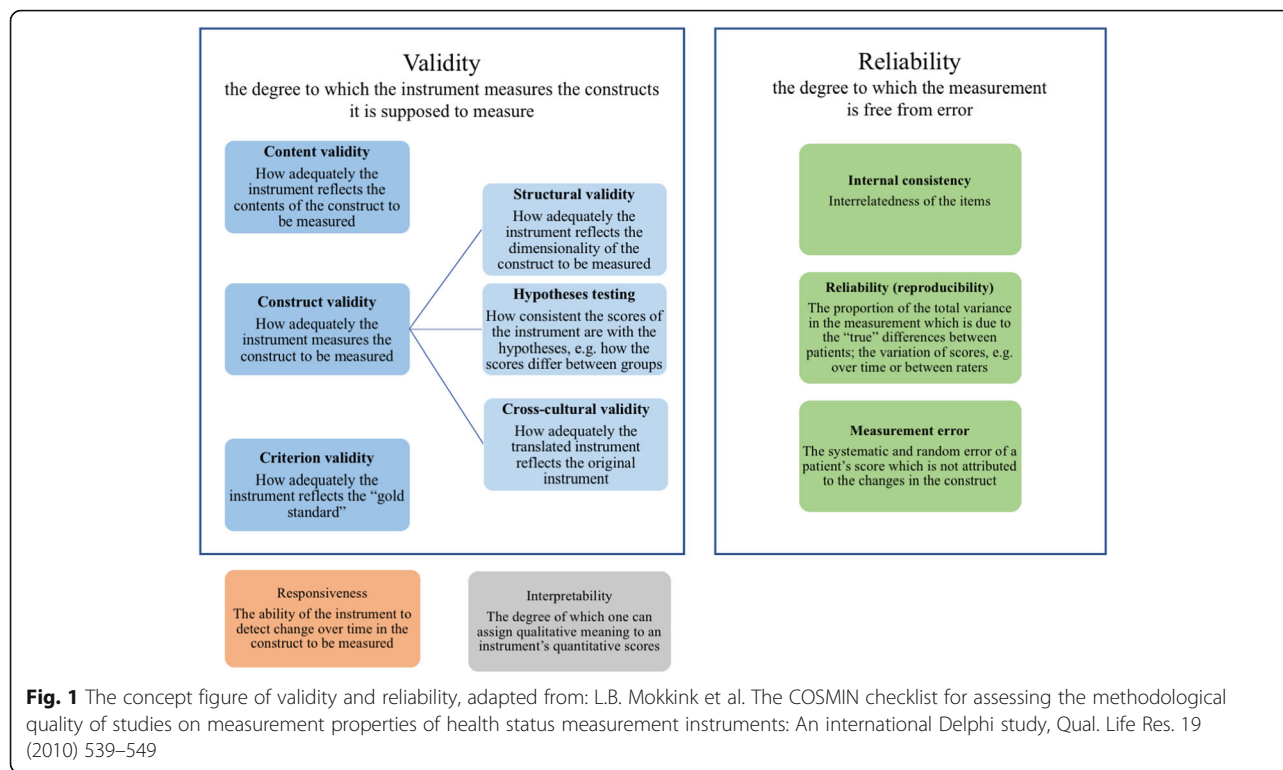 Validity
the degree to which the instrument measures the constructs
it is supposed to measure
Content validity
How adequately the
instrument reflects the
contents of the construct to
be measured
Construct validity
How adequately the
instrument measures the
construct to be measured
Criterion validity
How adequately the
instrument reflects the “gold
standard”
Structural validity
How adequately the
instrument reflects the
dimensionality of the
construct to be measured
Hypotheses testing
How consistent the scores of
the instrument are with the
hypotheses, e.g. how the
scores differ between groups
Cross-cultural validity
How adequately the
translated instrument
reflects the original
instrument
Reliability
the degree to which the measurement
is free from error
Internal consistency
Interrelatedness of the items
Reliability (reproducibility)
The proportion of the total variance
in the measurement which is due to
the “true” differences between
patients; the variation of scores, e.g.
over time or between raters
Measurement error
The systematic and random error of a
patient’s score which is not attributed
to the changes in the construct
Responsiveness
The ability of the instrument to
detect change over time in the
construct to be measured
Interpretability
The degree of which one can
assign qualitative meaning to an
instrument’s quantitative scores
Fig. 1 The concept figure of validity and reliability, adapted from: L.B. Mokkink et al. The COSMIN checklist for assessing the methodological
quality of studies on measurement properties of health status measurement instruments: An international Delphi study, Qual. Life Res. 19
(2010) 539–549